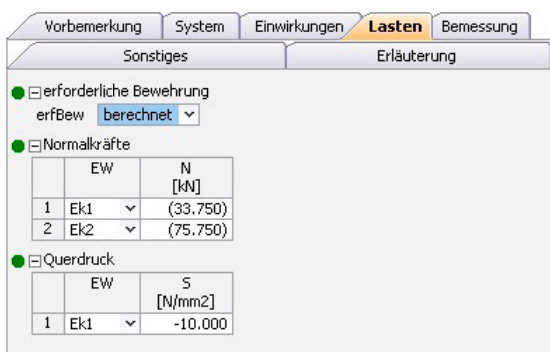 Vorbemerkung System Einwirkungen Lasten Bemessung
Sonstiges Erläuterung
erforderliche Bewehrung
erfBew berechnet
Normalkräfte
EW N
[kN]
1 Ek1 (33.750)
2 Ek2 (75.750)
Querdruck
EW S
[N/mm2]
1 Ek1 -10.000